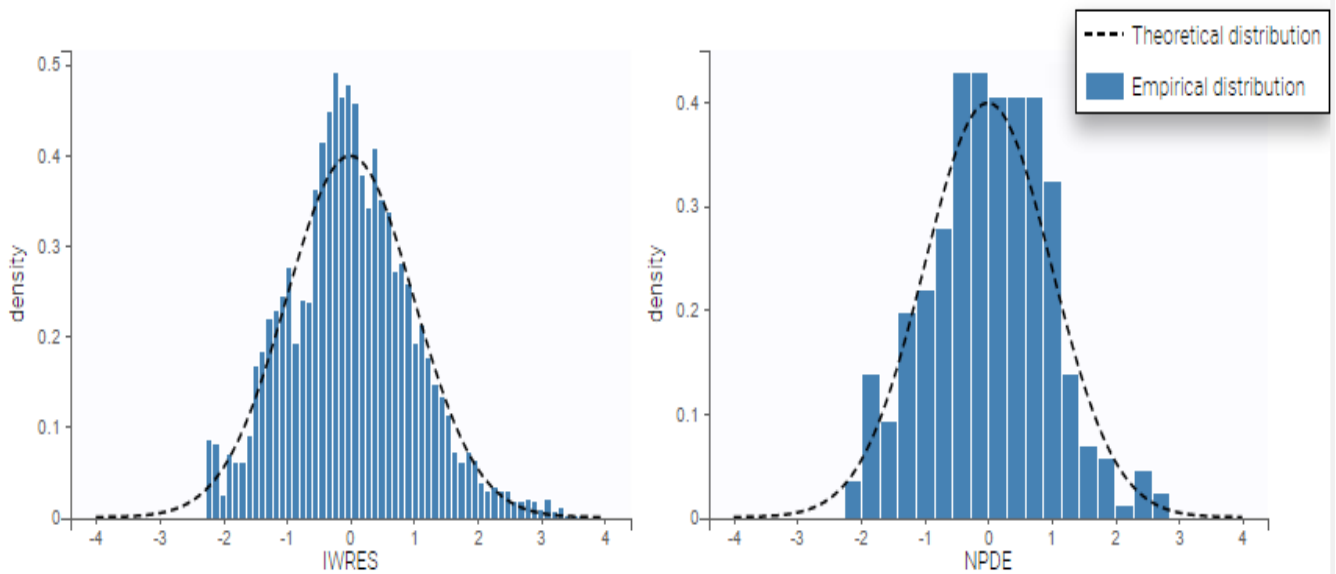 Theoretical distribution
Empirical distribution
0.5
0.4
0.3
0.2
0.1
0
density
-4 -3 -2 -1 0 1 2 3 4
IWRES
0.4
0.3
0.2
0.1
0
density
-4 -3 -2 -1 0 1 2 3 4
NPDE